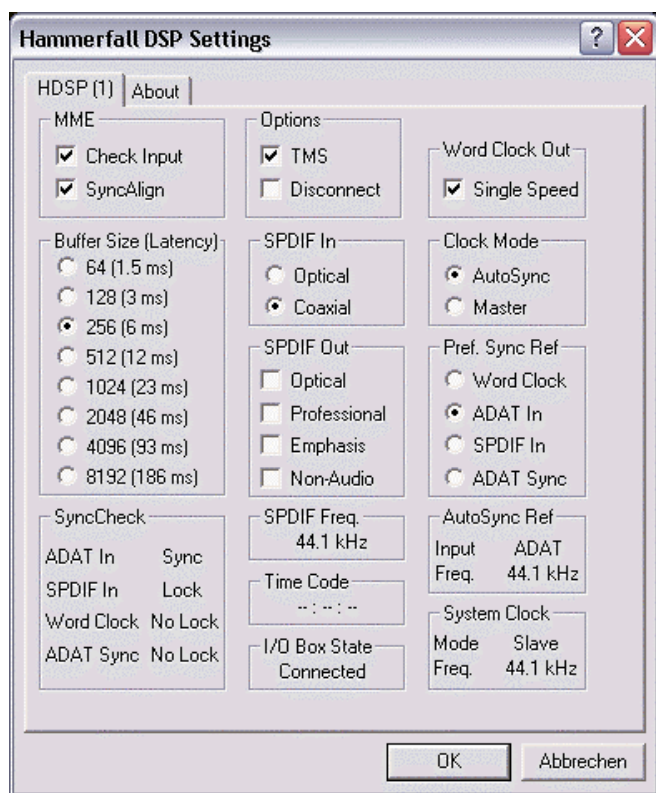 Hammerfall DSP Settings
HDSP (1)
About
MME
Check Input
SyncAlign
Options
TMS
Disconnect
Word Clock Out
Single Speed
Buffer Size (Latency)
64 (1.5 ms)
128 (3 ms)
256 (6 ms)
512 (12 ms)
1024 (23 ms)
2048 (46 ms)
4096 (93 ms)
8192 (186 ms)
SPDIF In
Optical
Coaxial
Clock Mode
AutoSync
Master
SPDIF Out
Optical
Professional
Emphasis
Non-Audio
Pref. Sync Ref
Word Clock
ADAT In
SPDIF In
ADAT Sync
SyncCheck
ADAT In Sync
SPDIF In Lock
Word Clock No Lock
ADAT Sync No Lock
SPDIF Freq.
44.1 kHz
Time Code
-- : -- : --
I/O Box State
Connected
AutoSync Ref
Input ADAT
Freq. 44.1 kHz
System Clock
Mode Slave
Freq. 44.1 kHz
OK
Abbrechen